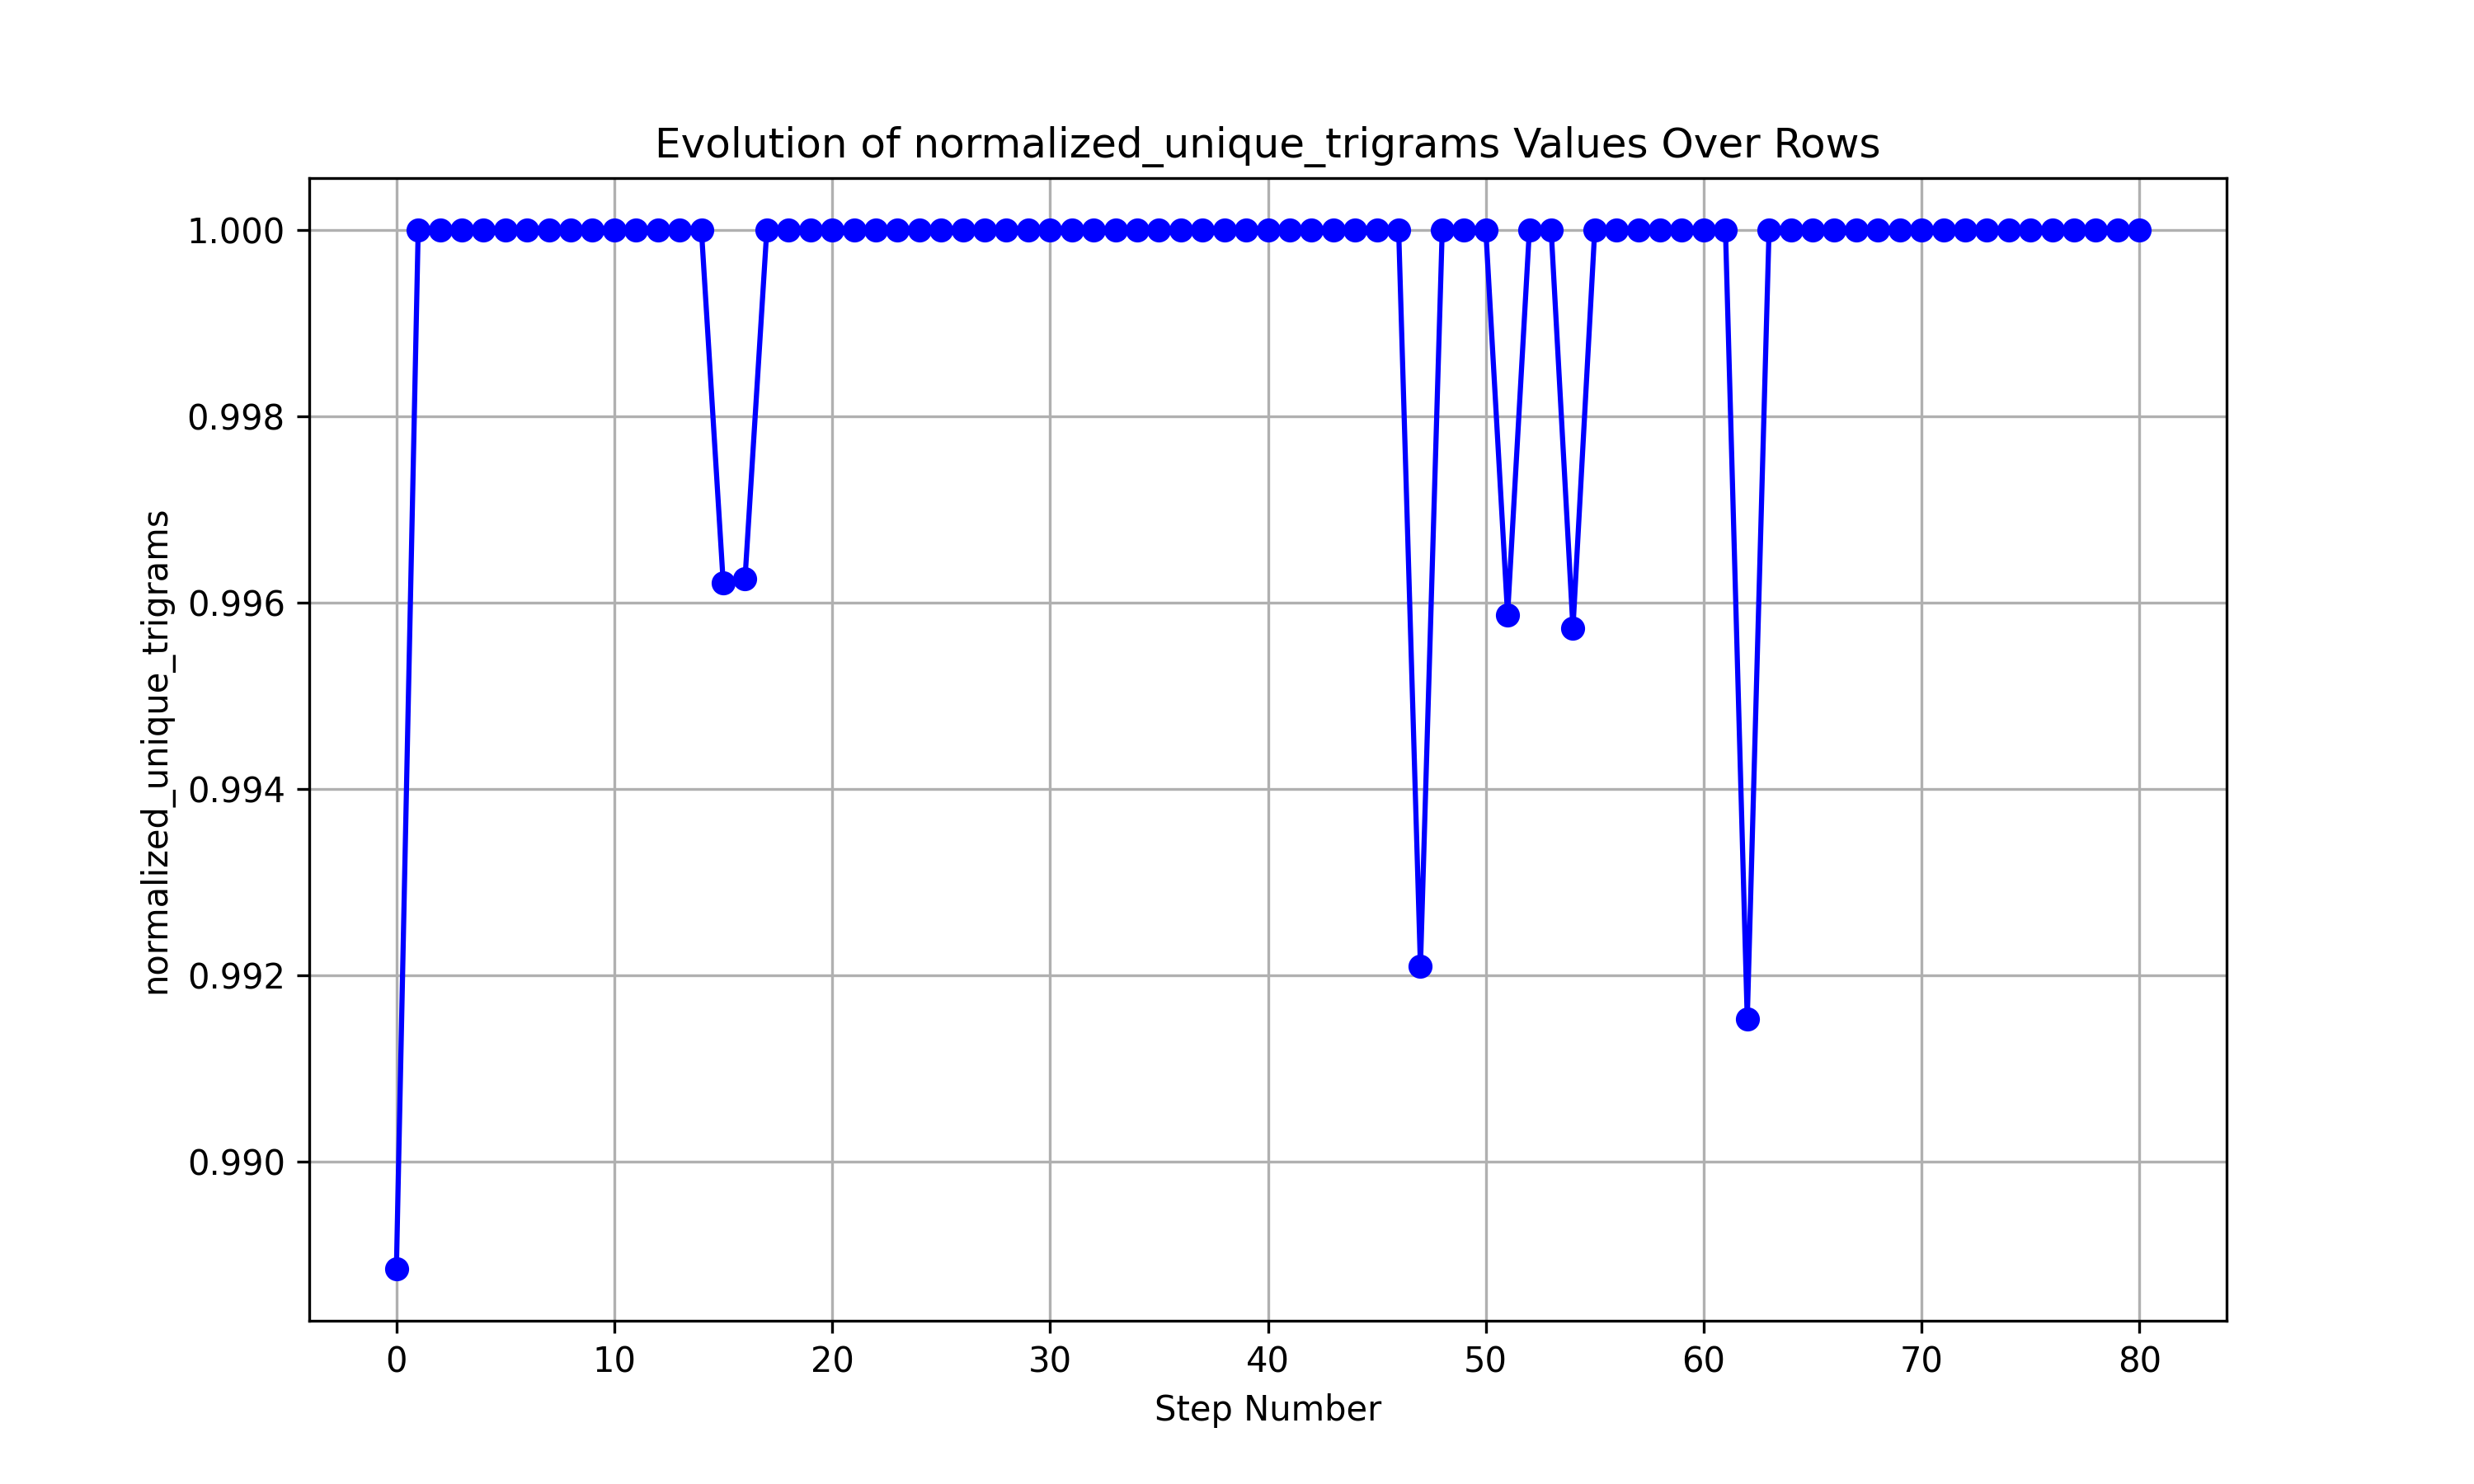 Evolution of normalized_unique_trigrams Values Over Rows
normalized_unique_trigrams
1.000
0.998
0.996
0.994
0.992
0.990
0 10 20 30 40 50 60 70 80
Step Number